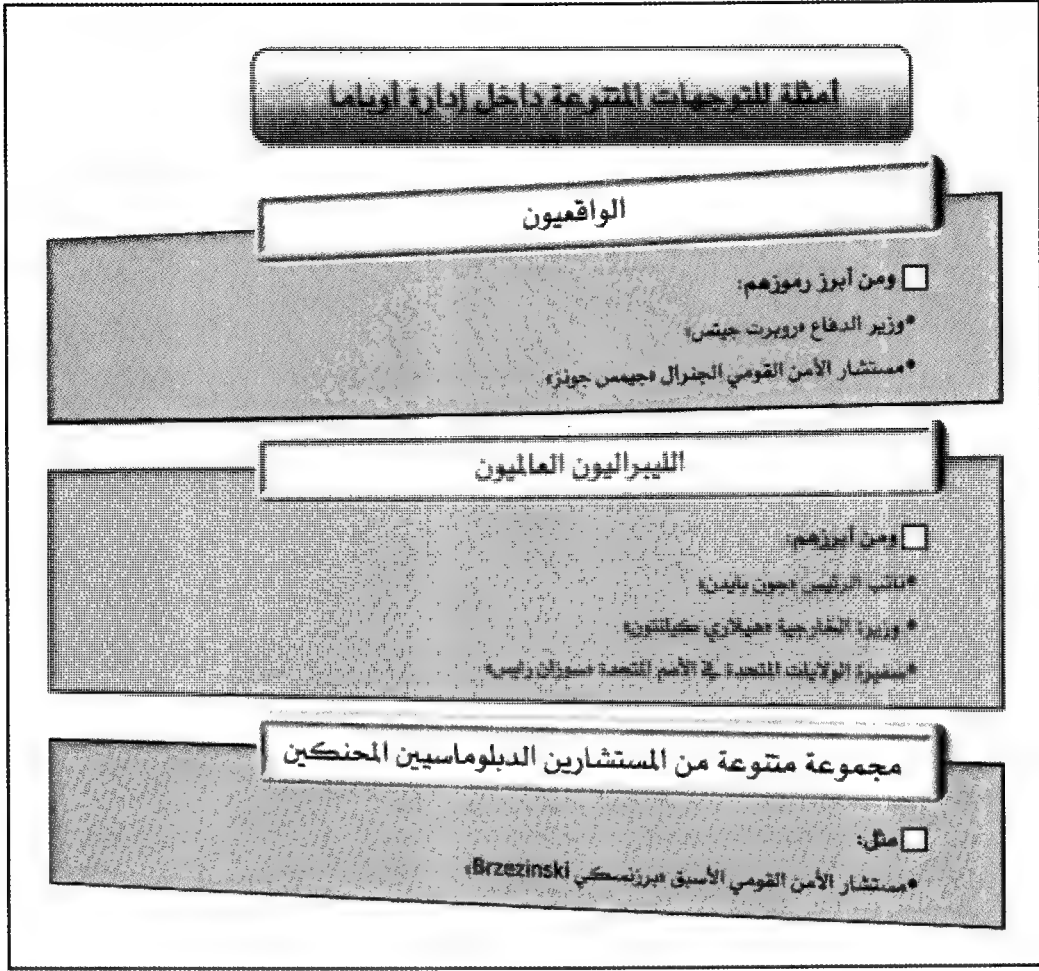 أمثلة للتوجهات المتنوعة داخل إدارة أوباما
الواقعيون
ومن أبرز رموزهم:
•وزير الدفاع «روبرت جيتس»
•مستشار الأمن القومي الجنرال «جيمس جونز»
الليبراليون العالميون
ومن أبرزهم:
•نائب الرئيس «جون بايدن»
• وزيرة الخارجية «هيلاري كيلنتون»
•سفيرة الولايات المتحدة في الأمم المتحدة «سوزان رايس»
مجموعة متنوعة من المستشارين الدبلوماسيين المحنكين
مثل:
•مستشار الأمن القومي الأسبق «برزنسكي Brzezinski»